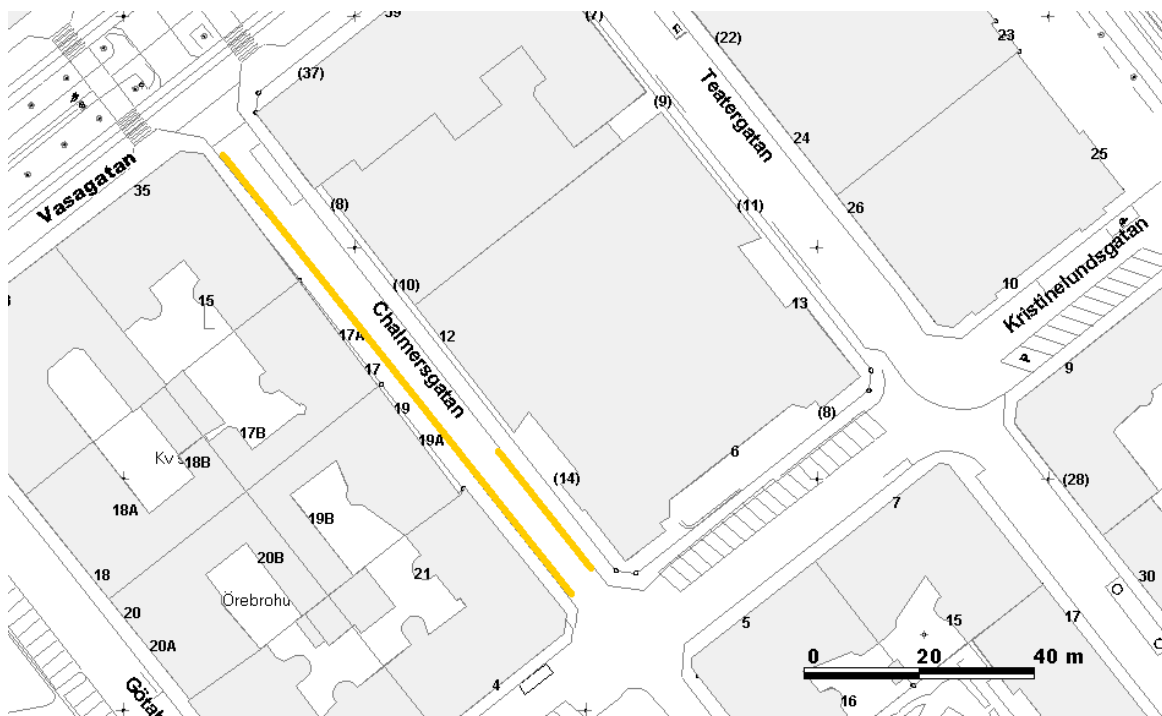 39
(7)
(22)
23
(37)
(9)
Teatergatan
24
25
Vasagatan
35
(8)
(11)
26
Kristinelundsgatan
(10)
10
15
Chalmersgatan
12
13
17A
17
19
9
(8)
19A
17B
6
Kv
18B
(14)
(28)
18A
7
19B
20B
18
21
30
Örebrohu
20
5
15
17
20A
0 20 40 m
4
16
P